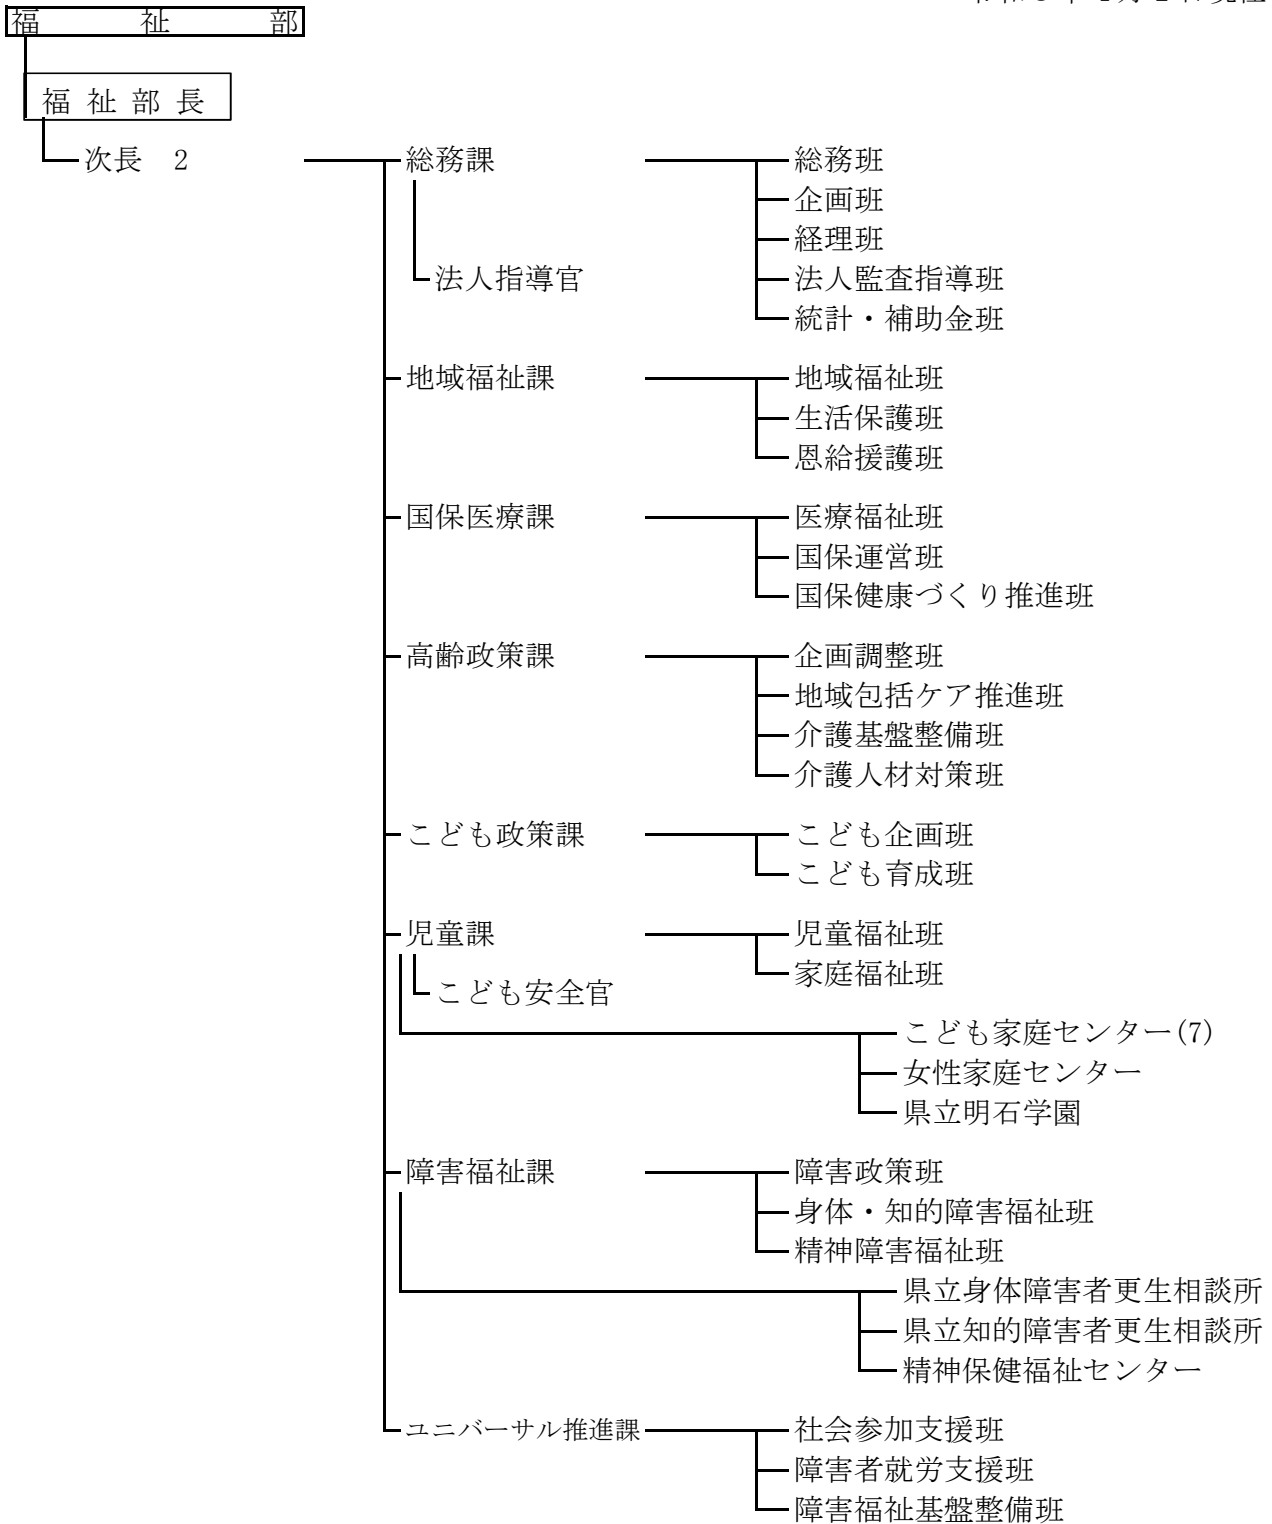 福祉部
福祉部長
次長 2 総務課 総務班
企画班
経理班
法人指導官 法人監査指導班
統計・補助金班
地域福祉課 地域福祉班
生活保護班
恩給援護班
国保医療課 医療福祉班
国保運営班
国保健康づくり推進班
高齢政策課 企画調整班
地域包括ケア推進班
介護基盤整備班
介護人材対策班
こども政策課 こども企画班
こども育成班
児童課 児童福祉班
家庭福祉班
こども安全官
こども家庭センター(7)
女性家庭センター
県立明石学園
障害福祉課 障害政策班
身体・知的障害福祉班
精神障害福祉班
県立身体障害者更生相談所
県立知的障害者更生相談所
精神保健福祉センター
ユニバーサル推進課 社会参加支援班
障害者就労支援班
障害福祉基盤整備班